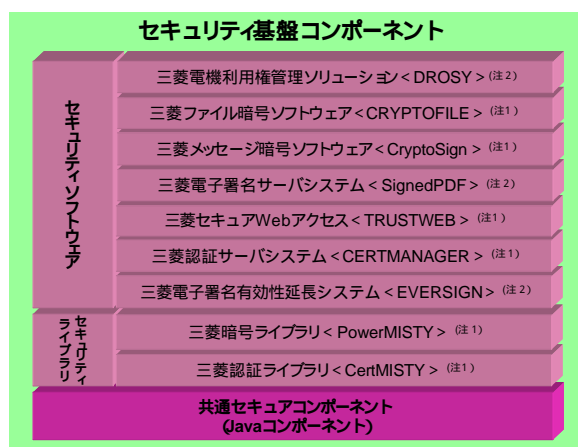 セキュリティ基盤コンポーネント
セキュリティソフトウェア
三菱電機利用権管理ソリューション<DROSY>(注2)
三菱ファイル暗号ソフトウェア<CRYPTOFILE>(注1)
三菱メッセージ暗号ソフトウェア<CryptoSign>(注1)
三菱電子署名サーバシステム<SignedPDF>(注2)
三菱セキュアWebアクセス<TRUSTWEB>(注1)
三菱認証サーバシステム<CERTMANAGER>(注1)
三菱電子署名有効性延長システム<EVERSIGN>(注2)
セキュリティ
ライブラリ
三菱暗号ライブラリ<PowerMISTY>(注1)
三菱認証ライブラリ<CertMISTY>(注1)
共通セキュアコンポーネント
(Javaコンポーネント)